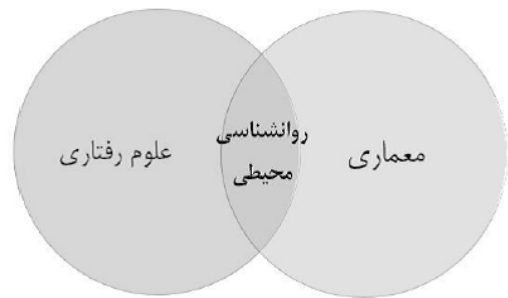 معماری
روانشناسی
محیطی
علوم رفتاری